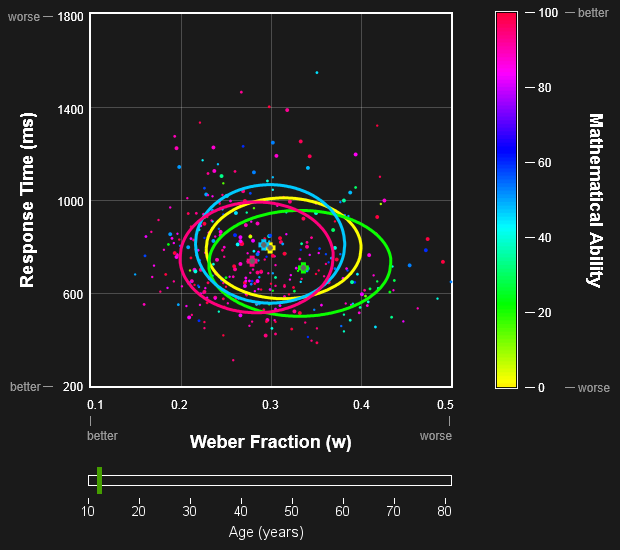 worse
1800
1400
1000
600
better
200
Response Time (ms)
0.1
0.2
0.3
0.4
0.5
better
worse
Weber Fraction (w)
10
20
30
40
50
60
70
80
Age (years)
100
better
80
60
40
20
0
worse
Mathematical Ability